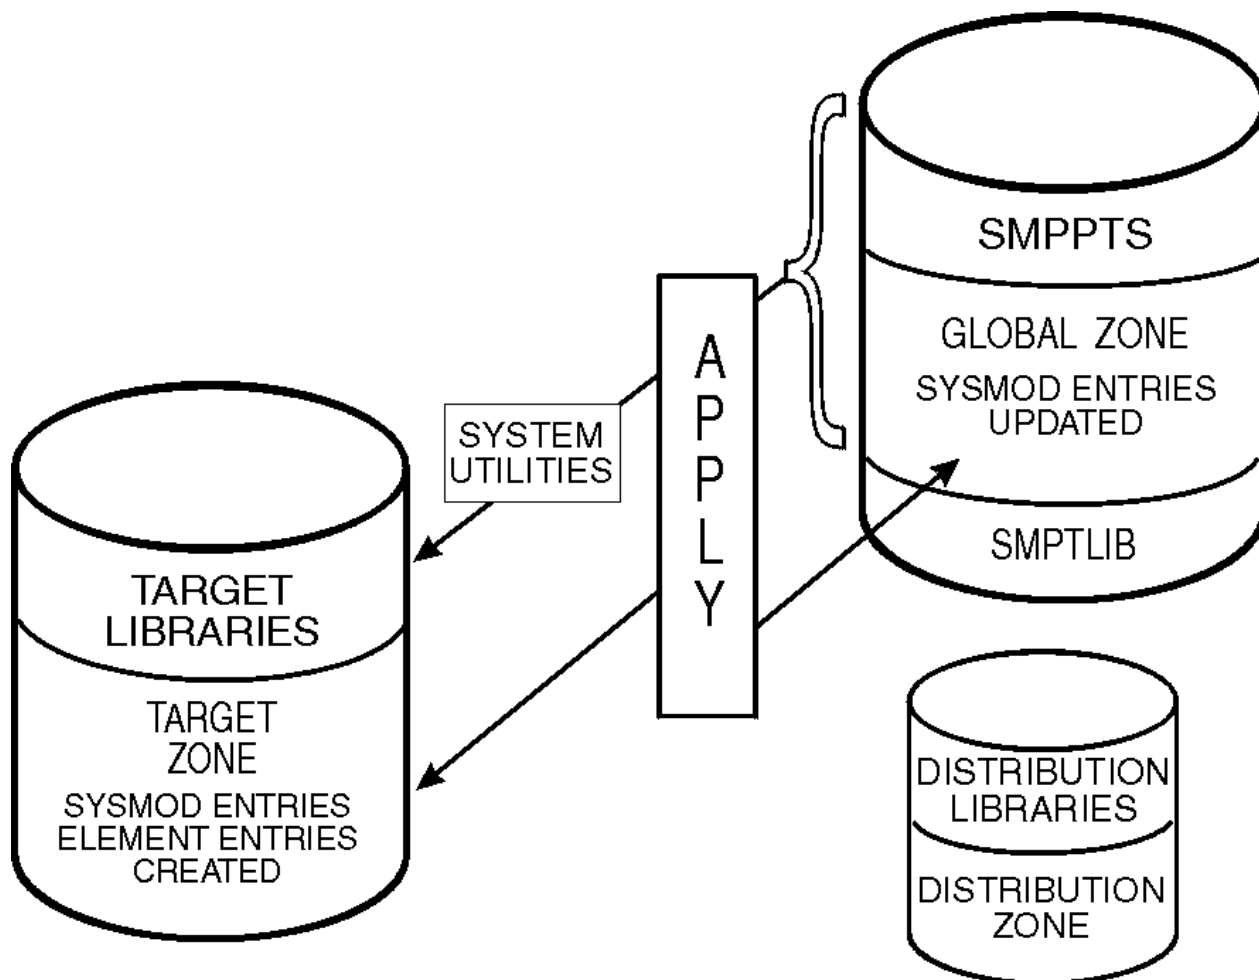 SMPPTS
GLOBAL ZONE
SYSMOD ENTRIES
UPDATED
SMPTLIB
APPLY
SYSTEM
UTILITIES
TARGET
LIBRARIES
TARGET
ZONE
SYSMOD ENTRIES
ELEMENT ENTRIES
CREATED
DISTRIBUTION
LIBRARIES
DISTRIBUTION
ZONE